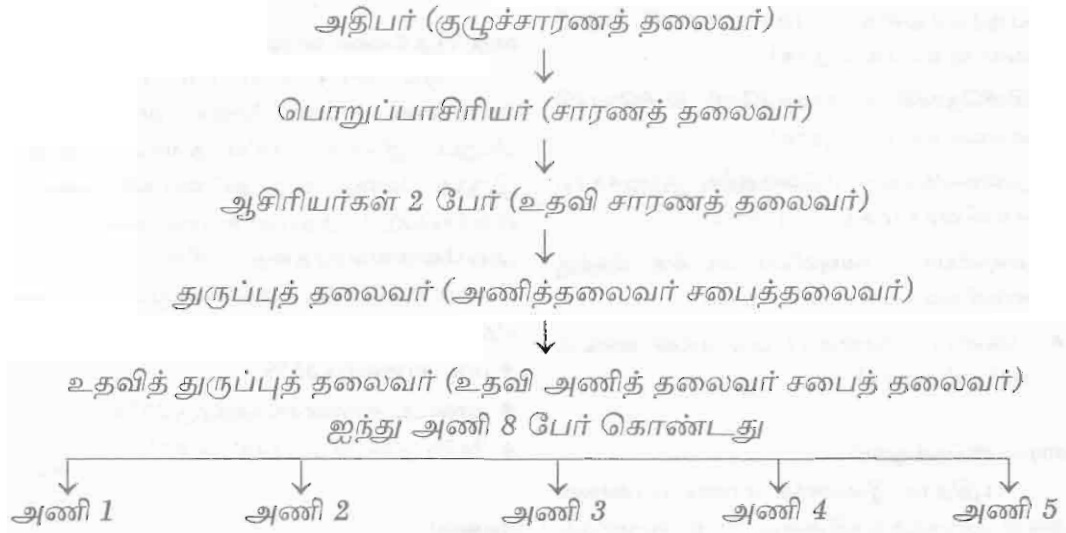 அதிபர் (குழுச்சாரணத் தலைவர்)
பொறுப்பாசிரியர் (சாரணத் தலைவர்)
ஆசிரியர்கள் 2 பேர் (உதவி சாரணத் தலைவர்)
துருப்புத் தலைவர் (அணித்தலைவர் சபைத்தலைவர்)
உதவித் துருப்புத் தலைவர் (உதவி அணித் தலைவர் சபைத் தலைவர்)
ஐந்து அணி 8 பேர் கொண்டது
அணி 1 அணி 2 அணி 3 அணி 4 அணி 5